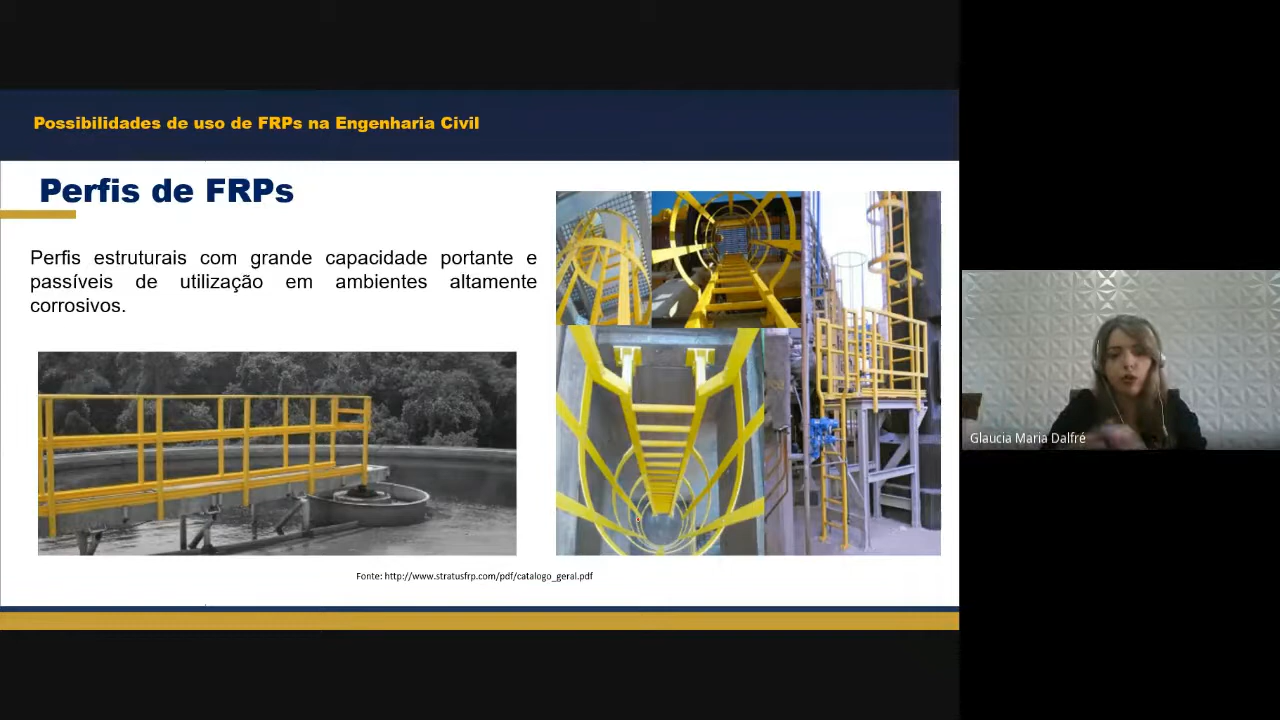 Possibilidades de uso de FRPs na Engenharia Civil
Perfis de FRPs
Perfis estruturais com grande capacidade portante e
passíveis de utilização em ambientes altamente
corrosivos.
Fonte: http://www.stratusfrp.com/pdf/catalogo_geral.pdf
Glaucia Maria Dalfré